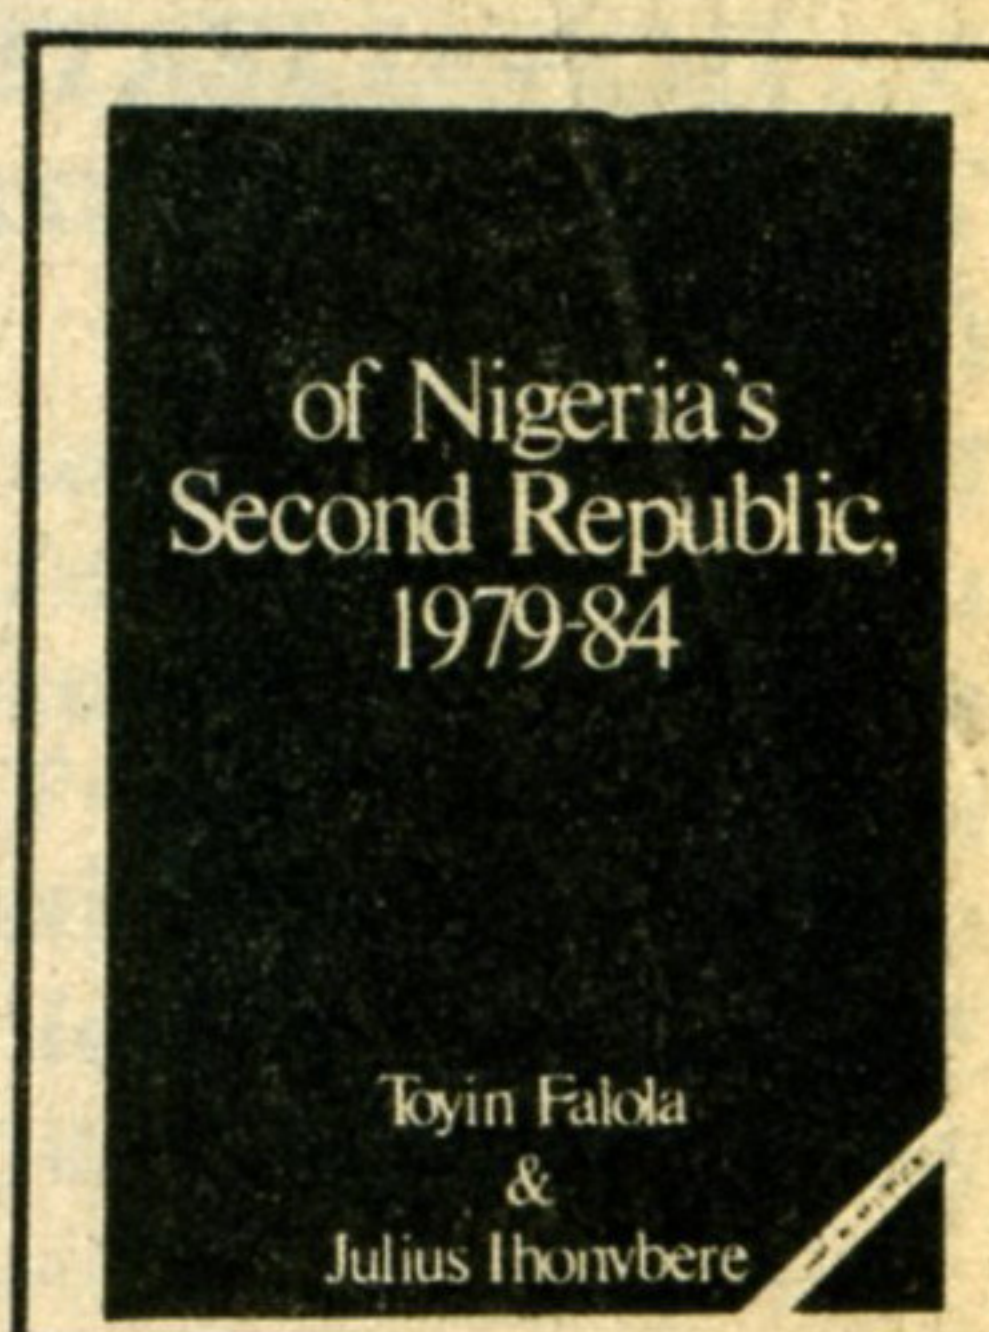 of Nigeria's
Second Republic,
1979-84
Toyin Falola
&
Julius Ihonvbere